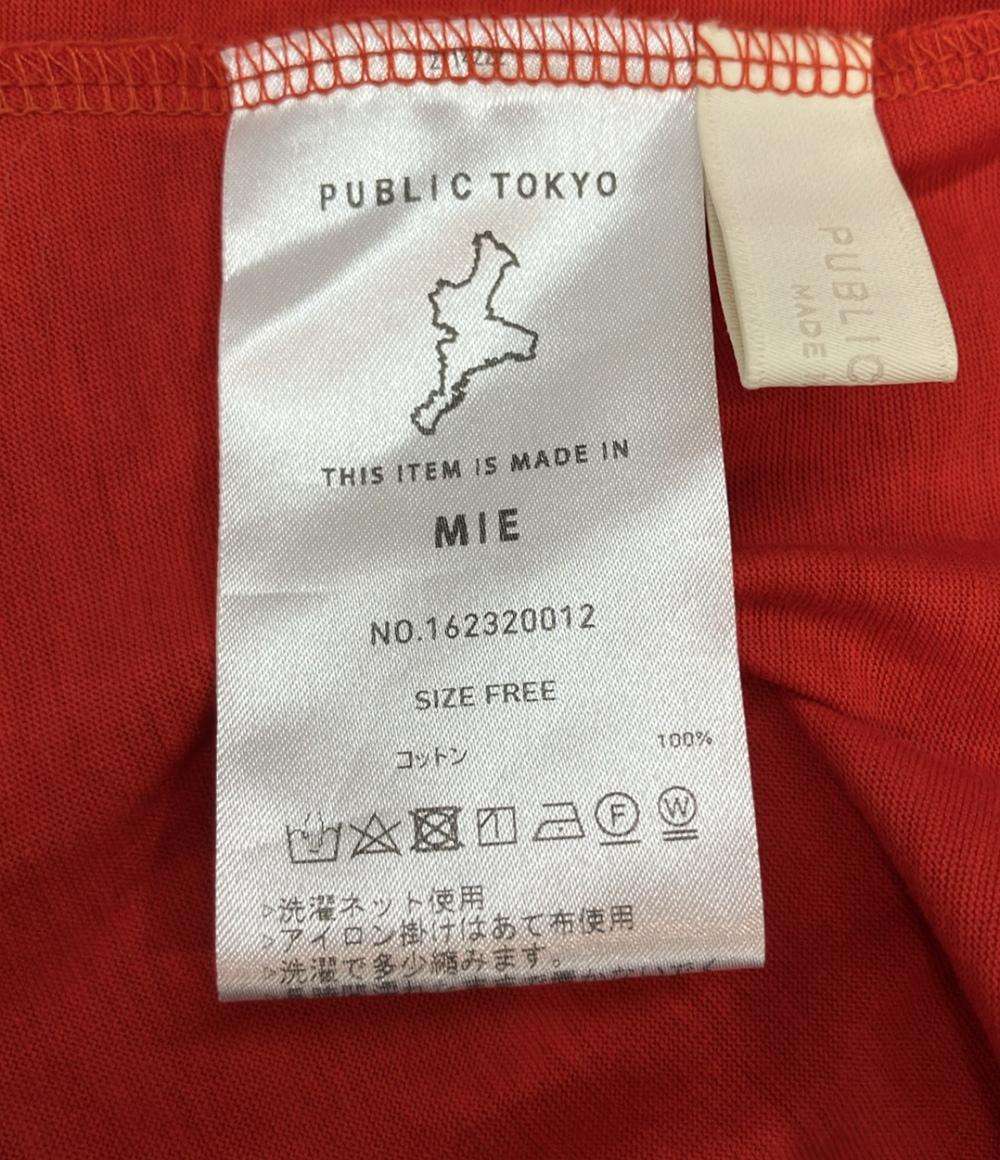 PUBLIC TOKYO
THIS ITEM IS MADE IN
MIE
NO.162320012
SIZE FREE
コットン 100%
F W
▷洗濯ネット使用
▷アイロン掛けはあて布使用
▷洗濯で多少縮みます。
PUBLIC
MADE